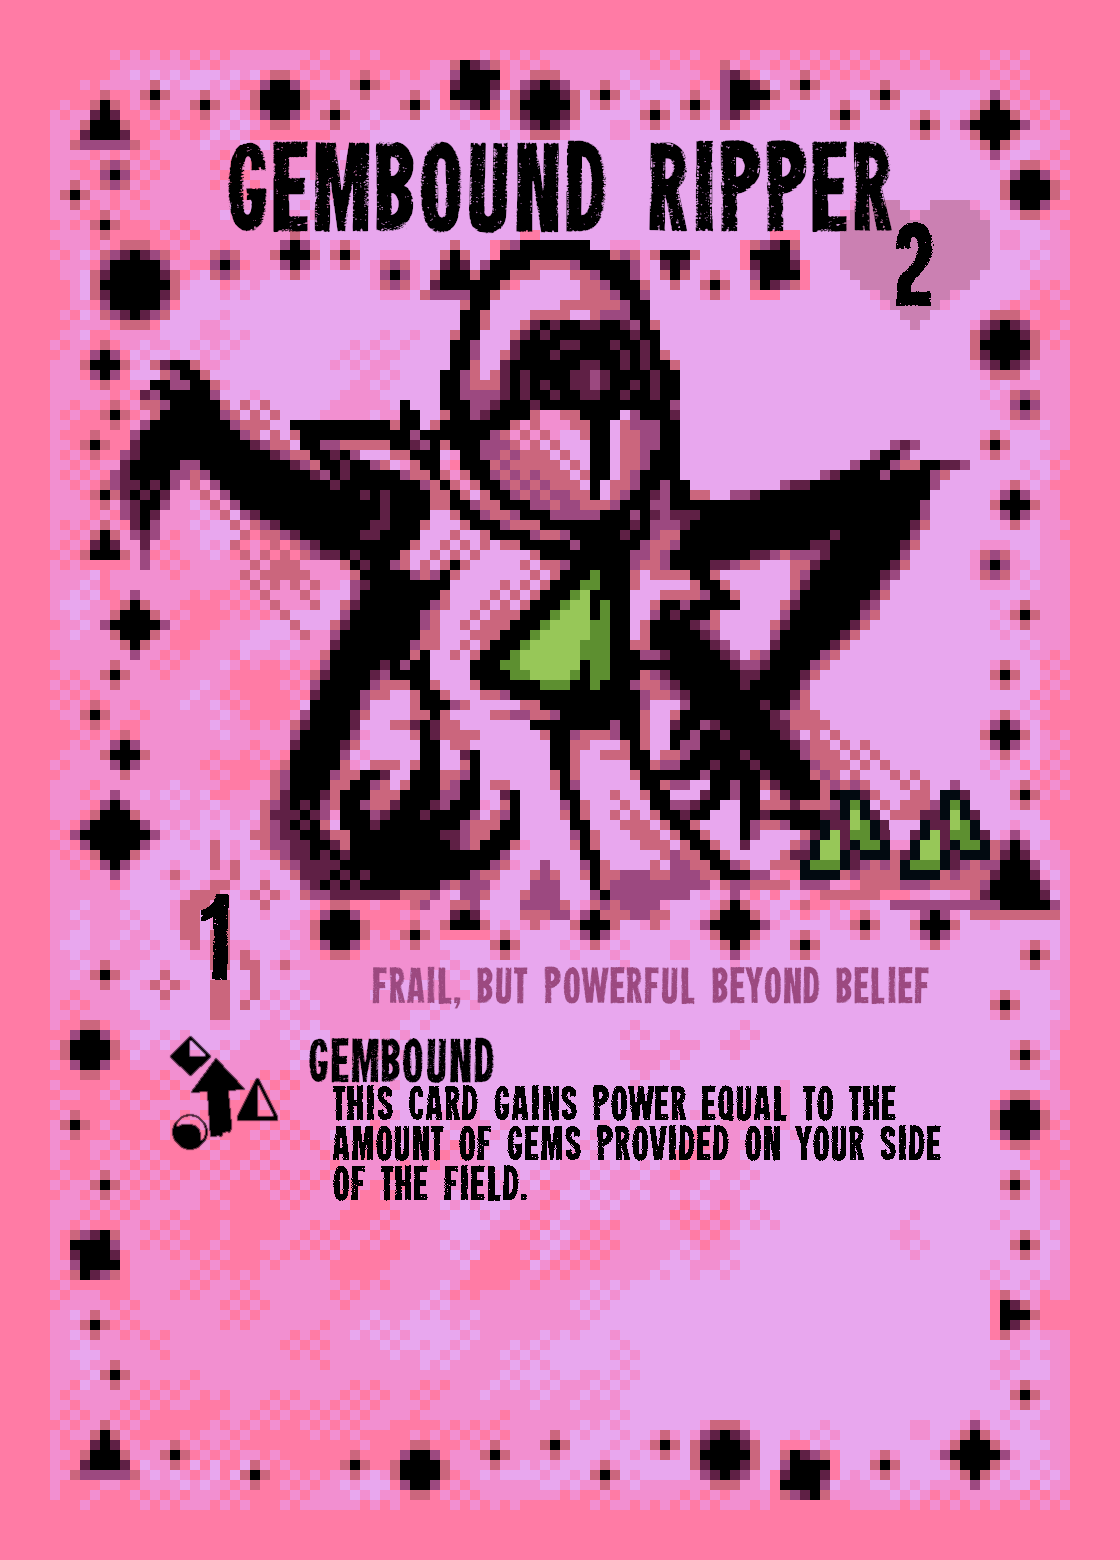 GEMBOUND RIPPER
2
1
FRAIL, BUT POWERFUL BEYOND BELIEF
GEMBOUND
THIS CARD GAINS POWER EQUAL TO THE
AMOUNT OF GEMS PROVIDED ON YOUR SIDE
OF THE FIELD.